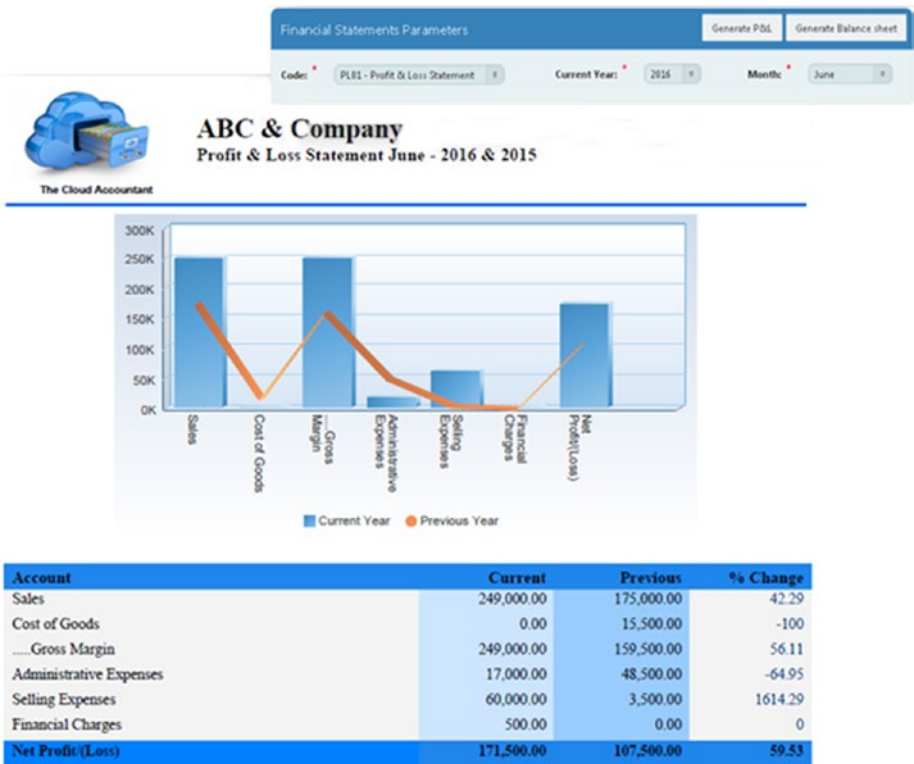 Financial Statements Parameters
Generate P&L
Generate Balance sheet
Code: * PL01 - Profit & Loss Statement
Current Year: * 2016
Month: * June
The Cloud Accountant
ABC & Company
Profit & Loss Statement June - 2016 & 2015
300K
250K
200K
150K
100K
50K
0K
Sales
Cost of Goods
....Gross Margin
Administrative Expenses
Selling Expenses
Financial Charges
Net Profit/(Loss)
Current Year
Previous Year
Account Current Previous % Change
Sales 249,000.00 175,000.00 42.29
Cost of Goods 0.00 15,500.00 -100
.....Gross Margin 249,000.00 159,500.00 56.11
Administrative Expenses 17,000.00 48,500.00 -64.95
Selling Expenses 60,000.00 3,500.00 1614.29
Financial Charges 500.00 0.00 0
Net Profit/(Loss) 171,500.00 107,500.00 59.53